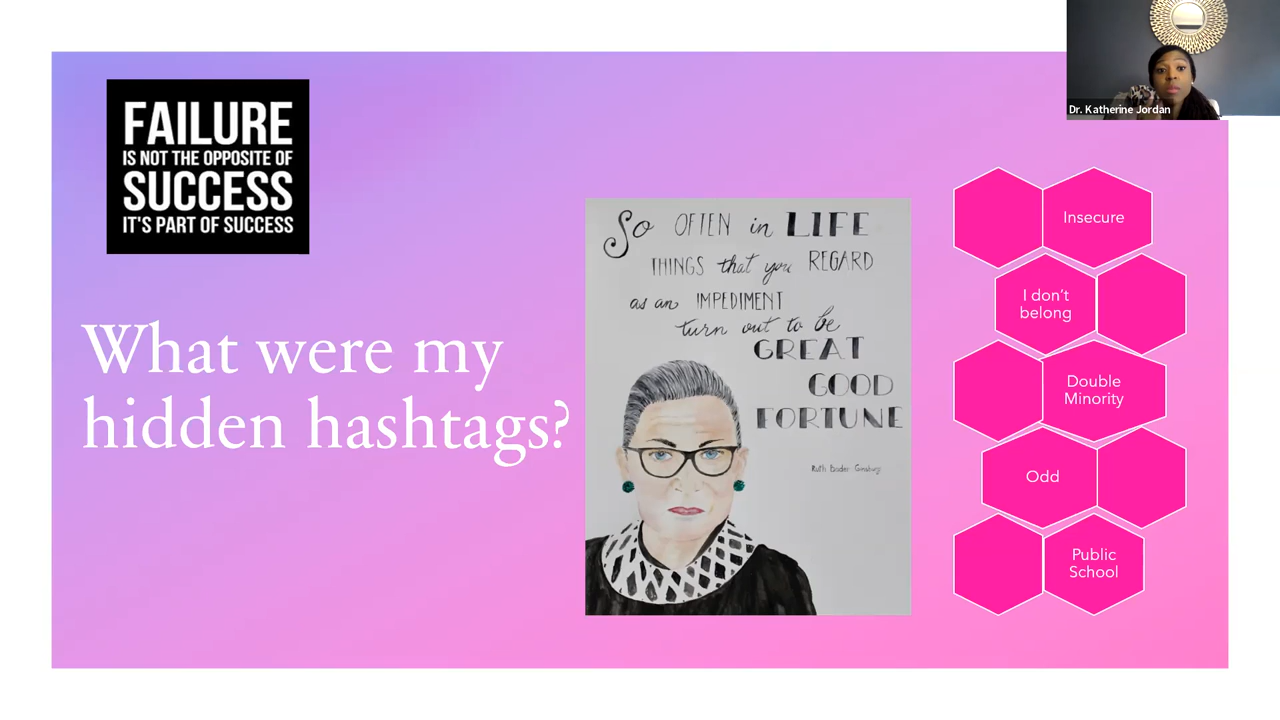 FAILURE
IS NOT THE OPPOSITE OF
SUCCESS
IT'S PART OF SUCCESS
What were my
hidden hashtags?
So OFTEN in LIFE
THINGS that you REGARD
as an IMPEDIMENT
turn out to be
GREAT
GOOD
FORTUNE
Ruth Bader Ginsburg
Insecure
I don't
belong
Double
Minority
Odd
Public
School
Dr. Katherine Jordan